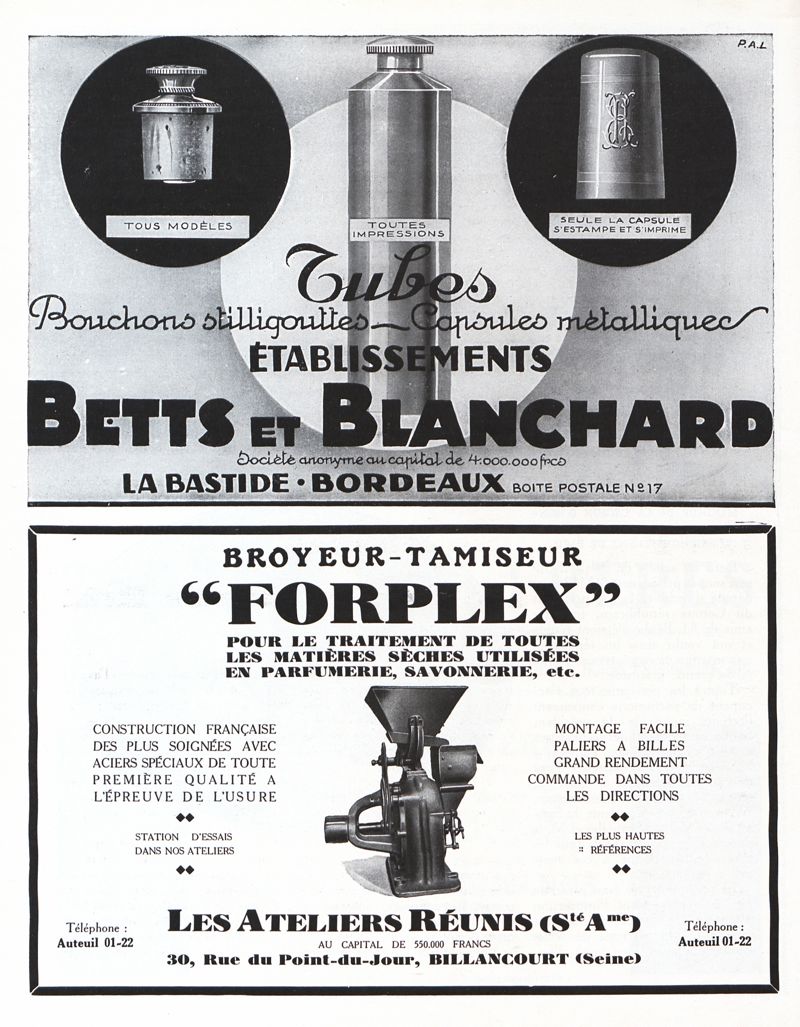 P.A.L
TOUS MODÈLES
TOUTES
IMPRESSIONS
SEULE LA CAPSULE
S'ESTAMPE ET S'IMPRIME
Tubes
Bouchons stilligouttes - Capsules métalliques
ÉTABLISSEMENTS
BETTS ET BLANCHARD
Société anonyme au capital de 4.000.000 frcs
LA BASTIDE · BORDEAUX BOITE POSTALE Nº 17
BROYEUR-TAMISEUR
“FORPLEX”
POUR LE TRAITEMENT DE TOUTES
LES MATIÈRES SÈCHES UTILISÉES
EN PARFUMERIE, SAVONNERIE, etc.
CONSTRUCTION FRANÇAISE
DES PLUS SOIGNÉES AVEC
ACIERS SPÉCIAUX DE TOUTE
PREMIÈRE QUALITÉ A
L'ÉPREUVE DE L'USURE
STATION D'ESSAIS
DANS NOS ATELIERS
MONTAGE FACILE
PALIERS A BILLES
GRAND RENDEMENT
COMMANDE DANS TOUTES
LES DIRECTIONS
LES PLUS HAUTES
:: RÉFÉRENCES
Téléphone :
Auteuil 01-22
LES ATELIERS RÉUNIS (Sté Ame)
AU CAPITAL DE 550.000 FRANCS
30, Rue du Point-du-Jour, BILLANCOURT (Seine)
Téléphone :
Auteuil 01-22